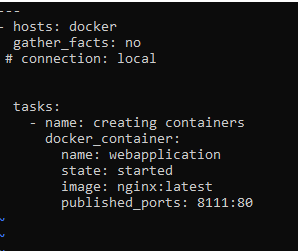 ---
- hosts: docker
  gather_facts: no
 # connection: local

  tasks:
    - name: creating containers
      docker_container:
        name: webapplication
        state: started
        image: nginx:latest
        published_ports: 8111:80
~
~
~